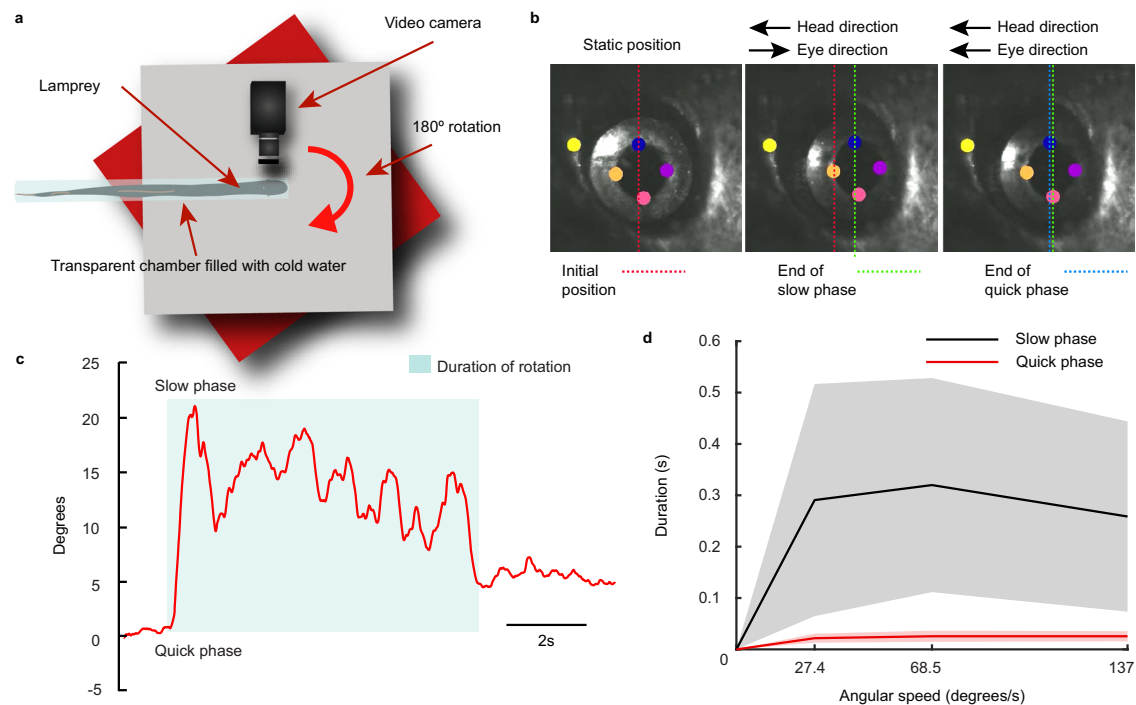 a
Video camera
Lamprey
180º rotation
Transparent chamber filled with cold water
b
Static position
Head direction
Eye direction
Head direction
Eye direction
Initial
position
End of
slow phase
End of
quick phase
c
Duration of rotation
Slow phase
Quick phase
Degrees
25
20
15
10
5
0
-5
2s
d
Slow phase
Quick phase
Duration (s)
0.6
0.5
0.4
0.3
0.2
0.1
0
27.4
68.5
137
Angular speed (degrees/s)